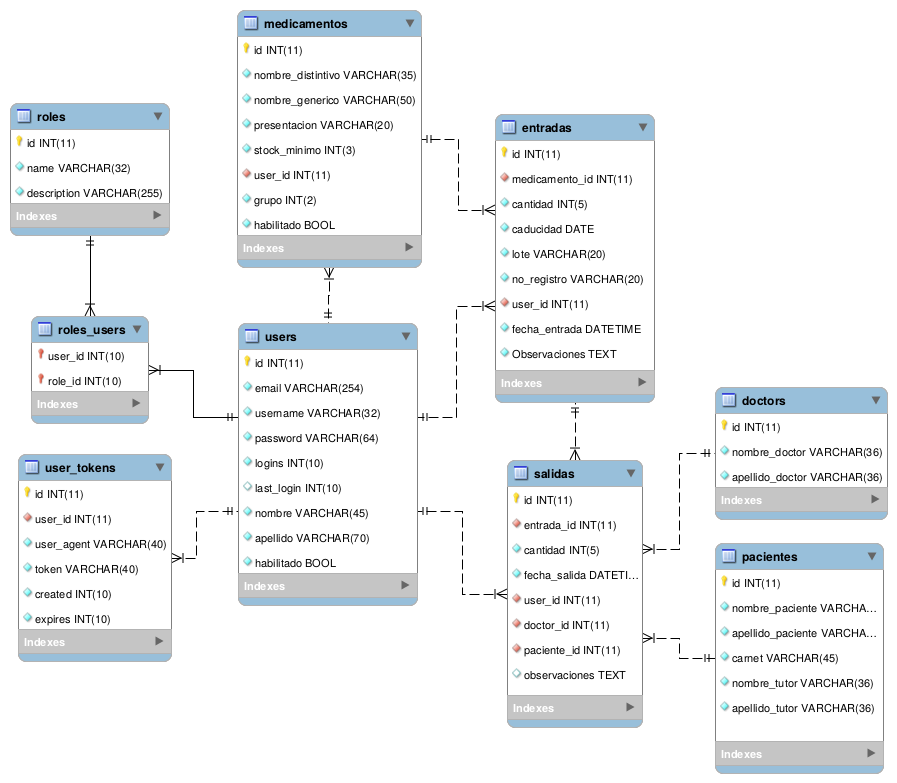 medicamentos
id INT(11)
nombre_distintivo VARCHAR(35)
nombre_generico VARCHAR(50)
presentacion VARCHAR(20)
stock_minimo INT(3)
user_id INT(11)
grupo INT(2)
habilitado BOOL
Indexes
roles
id INT(11)
name VARCHAR(32)
description VARCHAR(255)
Indexes
entradas
id INT(11)
medicamento_id INT(11)
cantidad INT(5)
caducidad DATE
lote VARCHAR(20)
no_registro VARCHAR(20)
user_id INT(11)
fecha_entrada DATETIME
Observaciones TEXT
Indexes
roles_users
user_id INT(10)
role_id INT(10)
Indexes
users
id INT(11)
email VARCHAR(254)
username VARCHAR(32)
password VARCHAR(64)
logins INT(10)
last_login INT(10)
nombre VARCHAR(45)
apellido VARCHAR(70)
habilitado BOOL
Indexes
user_tokens
id INT(11)
user_id INT(11)
user_agent VARCHAR(40)
token VARCHAR(40)
created INT(10)
expires INT(10)
Indexes
salidas
id INT(11)
entrada_id INT(11)
cantidad INT(5)
fecha_salida DATETI...
user_id INT(11)
doctor_id INT(11)
paciente_id INT(11)
observaciones TEXT
Indexes
doctors
id INT(11)
nombre_doctor VARCHAR(36)
apellido_doctor VARCHAR(36)
Indexes
pacientes
id INT(11)
nombre_paciente VARCHA...
apellido_paciente VARCHA...
carnet VARCHAR(45)
nombre_tutor VARCHAR(36)
apellido_tutor VARCHAR(36)
Indexes